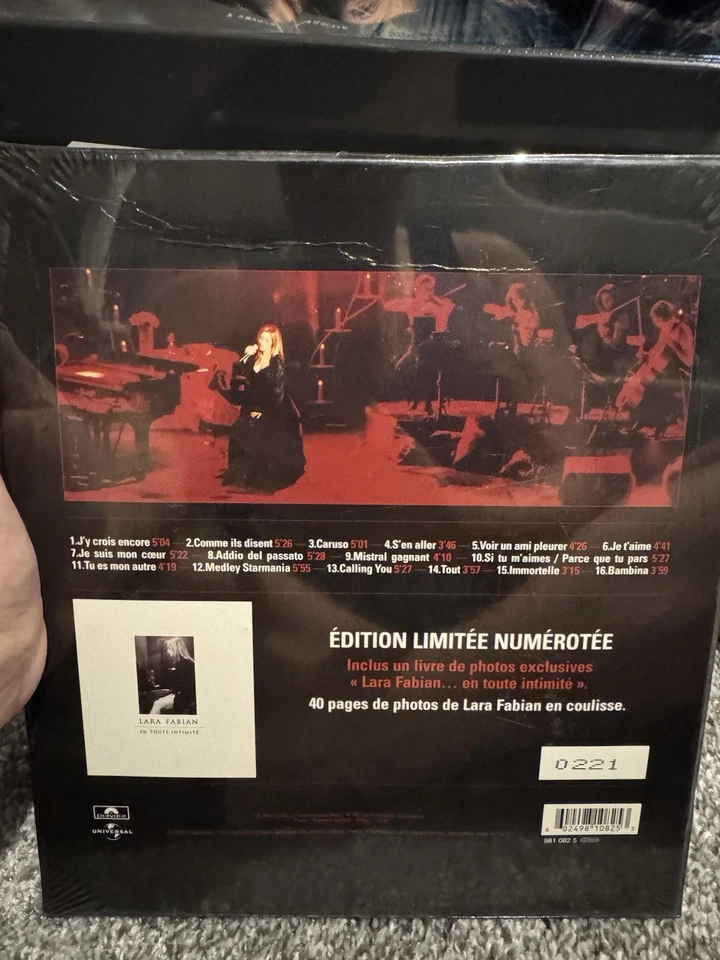 1.J'y crois encore 5'04 — 2.Comme ils disent 5'26 — 3.Caruso 5'01 — 4.S'en aller 3'46 — 5.Voir un ami pleurer 4'26 — 6.Je t'aime 4'41
7.Je suis mon cœur 5'22 — 8.Addio del passato 5'28 — 9.Mistral gagnant 4'10 — 10.Si tu m'aimes / Parce que tu pars 5'27
11.Tu es mon autre 4'19 — 12.Medley Starmania 5'55 — 13.Calling You 5'27 — 14.Tout 3'57 — 15.Immortelle 3'15 — 16.Bambina 3'59
ÉDITION LIMITÉE NUMÉROTÉE
Inclus un livre de photos exclusives
« Lara Fabian... en toute intimité ».
40 pages de photos de Lara Fabian en coulisse.
LARA FABIAN
EN TOUTE INTIMITÉ
0221
polydor
UNIVERSAL
6 02498 10825 3
981 082 5